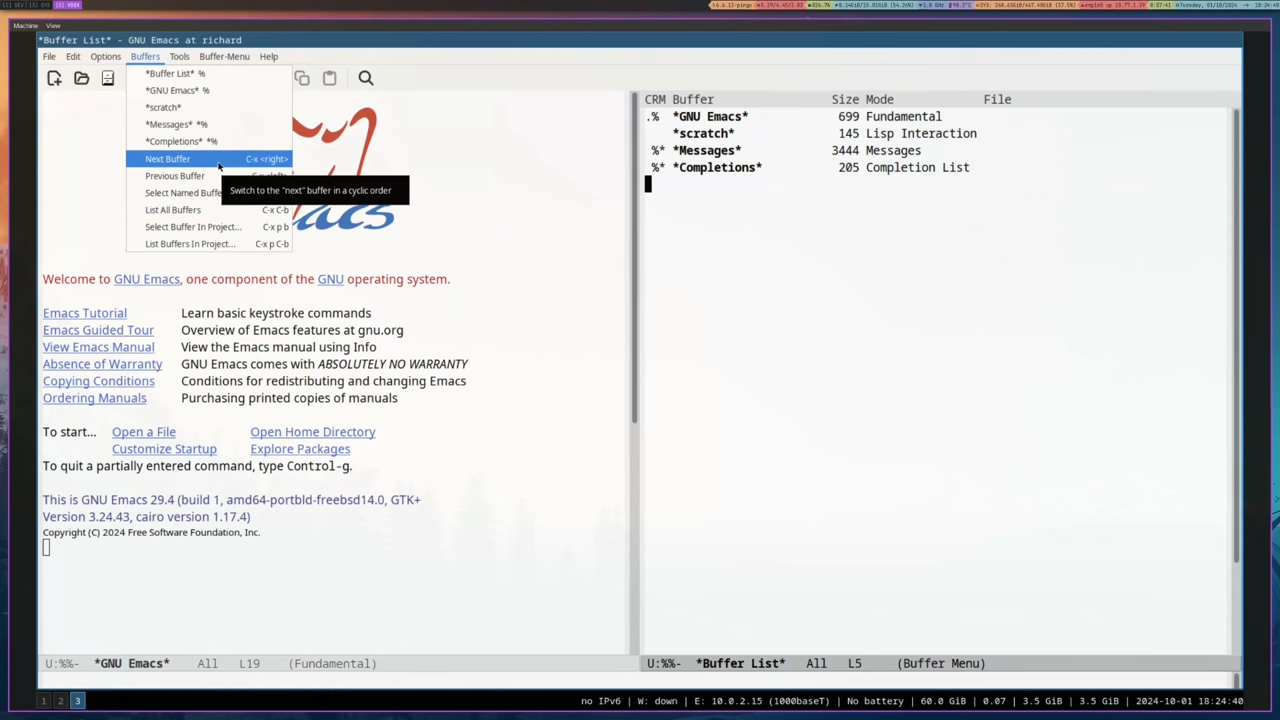 [1] DEV [2] SYS [3] BOOK
Machine View
*Buffer List* - GNU Emacs at richard
File Edit Options Buffers Tools Buffer-Menu Help
*Buffer List* %
*GNU Emacs* %
*scratch*
*Messages* *%
*Completions* *%
Next Buffer C-x <right>
Previous Buffer
Select Named Buffe
List All Buffers C-x C-b
Select Buffer In Project... C-x p b
List Buffers In Project... C-x p C-b
Switch to the "next" buffer in a cyclic order
Welcome to GNU Emacs, one component of the GNU operating system.
Emacs Tutorial Learn basic keystroke commands
Emacs Guided Tour Overview of Emacs features at gnu.org
View Emacs Manual View the Emacs manual using Info
Absence of Warranty GNU Emacs comes with ABSOLUTELY NO WARRANTY
Copying Conditions Conditions for redistributing and changing Emacs
Ordering Manuals Purchasing printed copies of manuals
To start... Open a File Open Home Directory
Customize Startup Explore Packages
To quit a partially entered command, type Control-g.
This is GNU Emacs 29.4 (build 1, amd64-portbld-freebsd14.0, GTK+
Version 3.24.43, cairo version 1.17.4)
Copyright (C) 2024 Free Software Foundation, Inc.
U:%%- *GNU Emacs* All L19 (Fundamental)
CRM Buffer Size Mode File
.% *GNU Emacs* 699 Fundamental
*scratch* 145 Lisp Interaction
%* *Messages* 3444 Messages
%* *Completions* 205 Completion List
U:%%- *Buffer List* All L5 (Buffer Menu)
1 2 3
no IPv6 | W: down | E: 10.0.2.15 (1000baseT) | No battery | 60.0 GiB | 0.07 | 3.5 GiB | 3.5 GiB | 2024-10-01 18:24:40